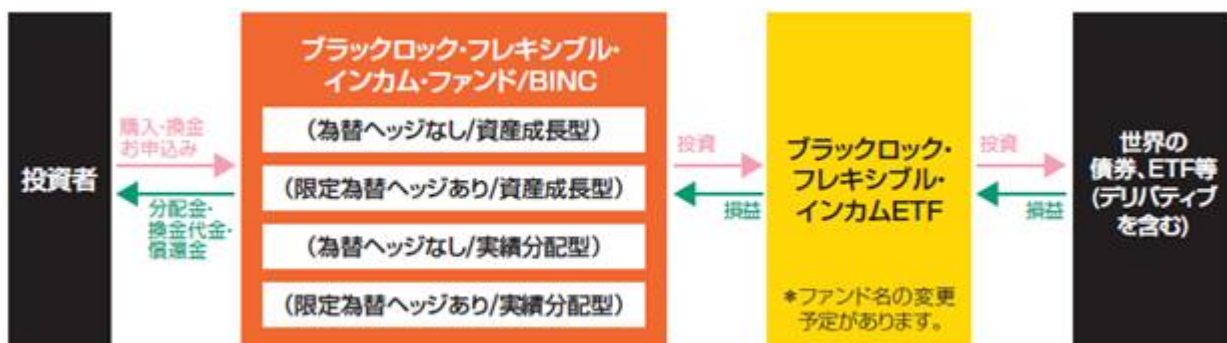 投資者
購入・換金
お申込み
分配金・
換金代金・
償還金
ブラックロック・フレキシブル・
インカム・ファンド/BINC
(為替ヘッジなし/資産成長型)
(限定為替ヘッジあり/資産成長型)
(為替ヘッジなし/実績分配型)
(限定為替ヘッジあり/実績分配型)
投資
損益
ブラックロック・
フレキシブル・
インカムETF
*ファンド名の変更
予定があります。
投資
損益
世界の
債券、ETF等
(デリバティブ
を含む)